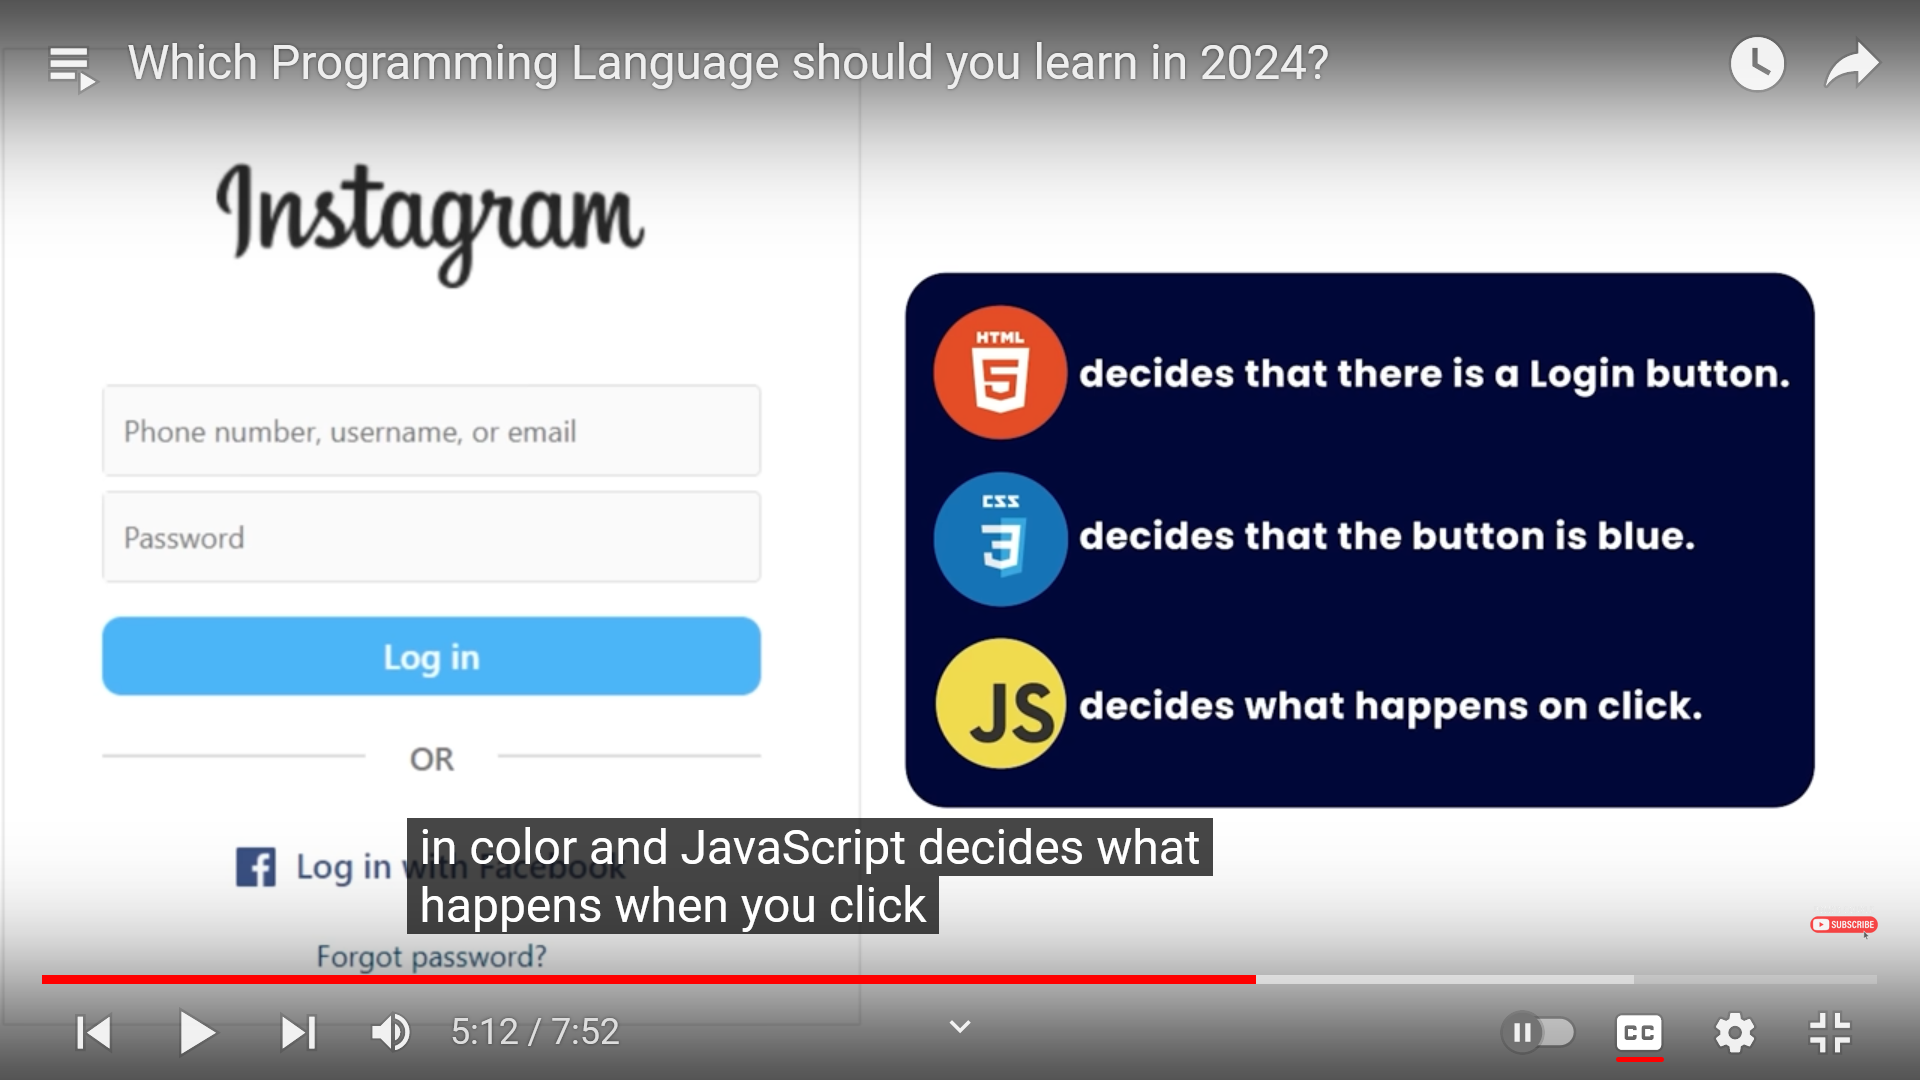 Which Programming Language should you learn in 2024?
Instagram
Phone number, username, or email
Password
Log in
OR
Log in with Facebook
Forgot password?
HTML
5
decides that there is a Login button.
CSS
3
decides that the button is blue.
JS
decides what happens on click.
in color and JavaScript decides what
happens when you click
SUBSCRIBE
5:12 / 7:52
CC